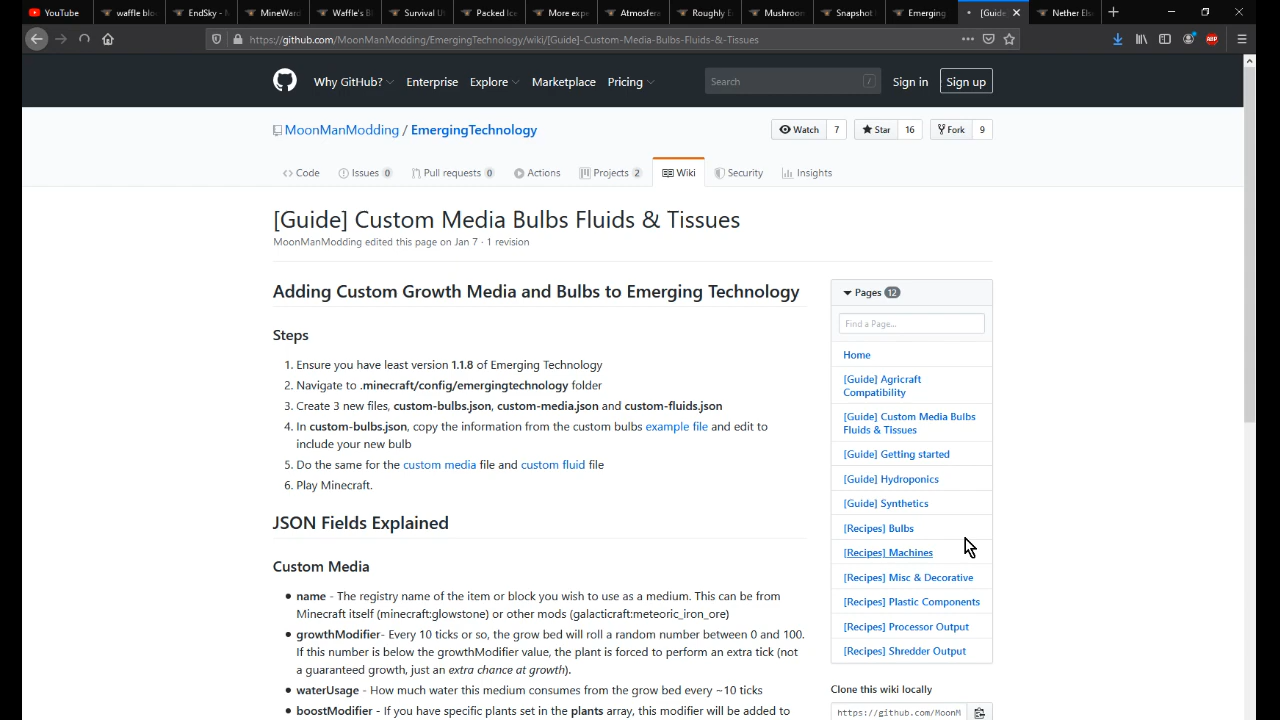 YouTube
waffle blo
EndSky - M
MineWard
Waffle's B
Survival U
Packed Ice
More expe
Atmosfere
Roughly E
Mushroom
Snapshot
Emerging
[Guide]
Nether Els
https://github.com/MoonManModding/EmergingTechnology/wiki/[Guide]-Custom-Media-Bulbs-Fluids-&-Tissues
ABP
Why GitHub?
Enterprise
Explore
Marketplace
Pricing
Search
/
Sign in
Sign up
MoonManModding / EmergingTechnology
Watch 7
Star 16
Fork 9
Code
Issues 0
Pull requests 0
Actions
Projects 2
Wiki
Security
Insights
[Guide] Custom Media Bulbs Fluids & Tissues
MoonManModding edited this page on Jan 7 · 1 revision
Adding Custom Growth Media and Bulbs to Emerging Technology
Steps
1. Ensure you have least version 1.1.8 of Emerging Technology
2. Navigate to .minecraft/config/emergingtechnology folder
3. Create 3 new files, custom-bulbs.json, custom-media.json and custom-fluids.json
4. In custom-bulbs.json, copy the information from the custom bulbs example file and edit to
include your new bulb
5. Do the same for the custom media file and custom fluid file
6. Play Minecraft.
JSON Fields Explained
Custom Media
• name - The registry name of the item or block you wish to use as a medium. This can be from
Minecraft itself (minecraft:glowstone) or other mods (galacticraft:meteoric_iron_ore)
• growthModifier- Every 10 ticks or so, the grow bed will roll a random number between 0 and 100.
If this number is below the growthModifier value, the plant is forced to perform an extra tick (not
a guaranteed growth, just an extra chance at growth).
• waterUsage - How much water this medium consumes from the grow bed every ~10 ticks
• boostModifier - If you have specific plants set in the plants array, this modifier will be added to
Pages 12
Find a Page...
Home
[Guide] Agricraft
Compatibility
[Guide] Custom Media Bulbs
Fluids & Tissues
[Guide] Getting started
[Guide] Hydroponics
[Guide] Synthetics
[Recipes] Bulbs
[Recipes] Machines
[Recipes] Misc & Decorative
[Recipes] Plastic Components
[Recipes] Processor Output
[Recipes] Shredder Output
Clone this wiki locally
https://github.com/MoonM